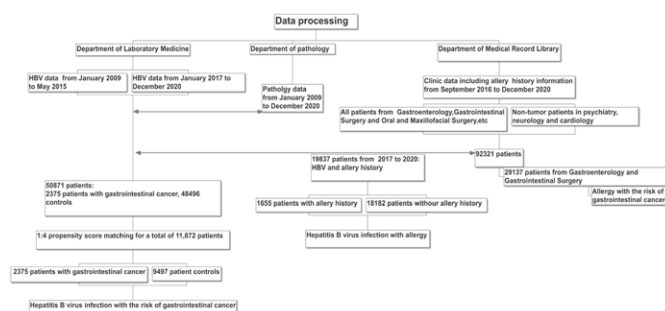 Data processing
Department of Laboratory Medicine
Department of pathology
Department of Medical Record Library
HBV data from January 2009
to May 2015
HBV data from January 2017 to
December 2020
Patholgy data
from January 2009
to December 2020
Clinic data including allery history information
from September 2016 to December 2020
All patients from Gastroenterology,Gastrointestinal
Surgery and Oral and Maxillofacial Surgery,etc
Non-tumor patients in psychiatry,
neurology and cardiology
92321 patients
19837 patients from 2017 to 2020:
HBV and allery history
29137 patients from Gastroenterology and
Gastrointestinal Surgery
50871 patients:
2375 patients with gastrointestinal cancer, 48496
controls
Allergy with the risk of
gastrointestinal cancer
1655 patients with allery history
18182 patients withour allery history
1:4 propensity score matching for a total of 11,872 patients
Hepatitis B virus infection with allergy
2375 patients with gastrointestinal cancer
9497 patient controls
Hepatitis B virus infection with the risk of gastrointestinal cancer